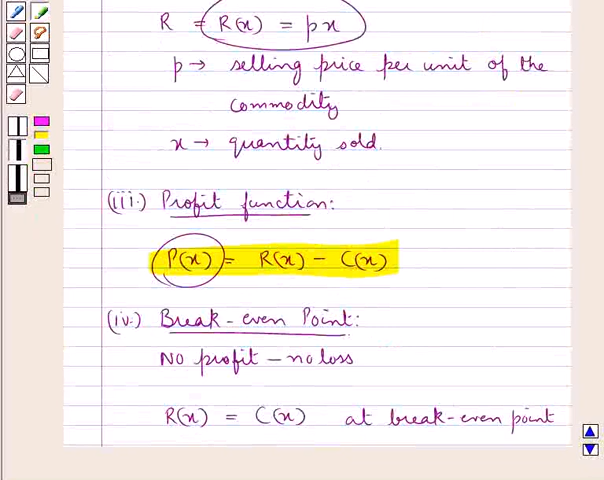 R = R(x) = px
p → selling price per unit of the
commodity
x → quantity sold.
(iii.) Profit function:
P(x) = R(x) - C(x)
(iv.) Break-even Point:
No profit - no loss
R(x) = C(x) at break-even point